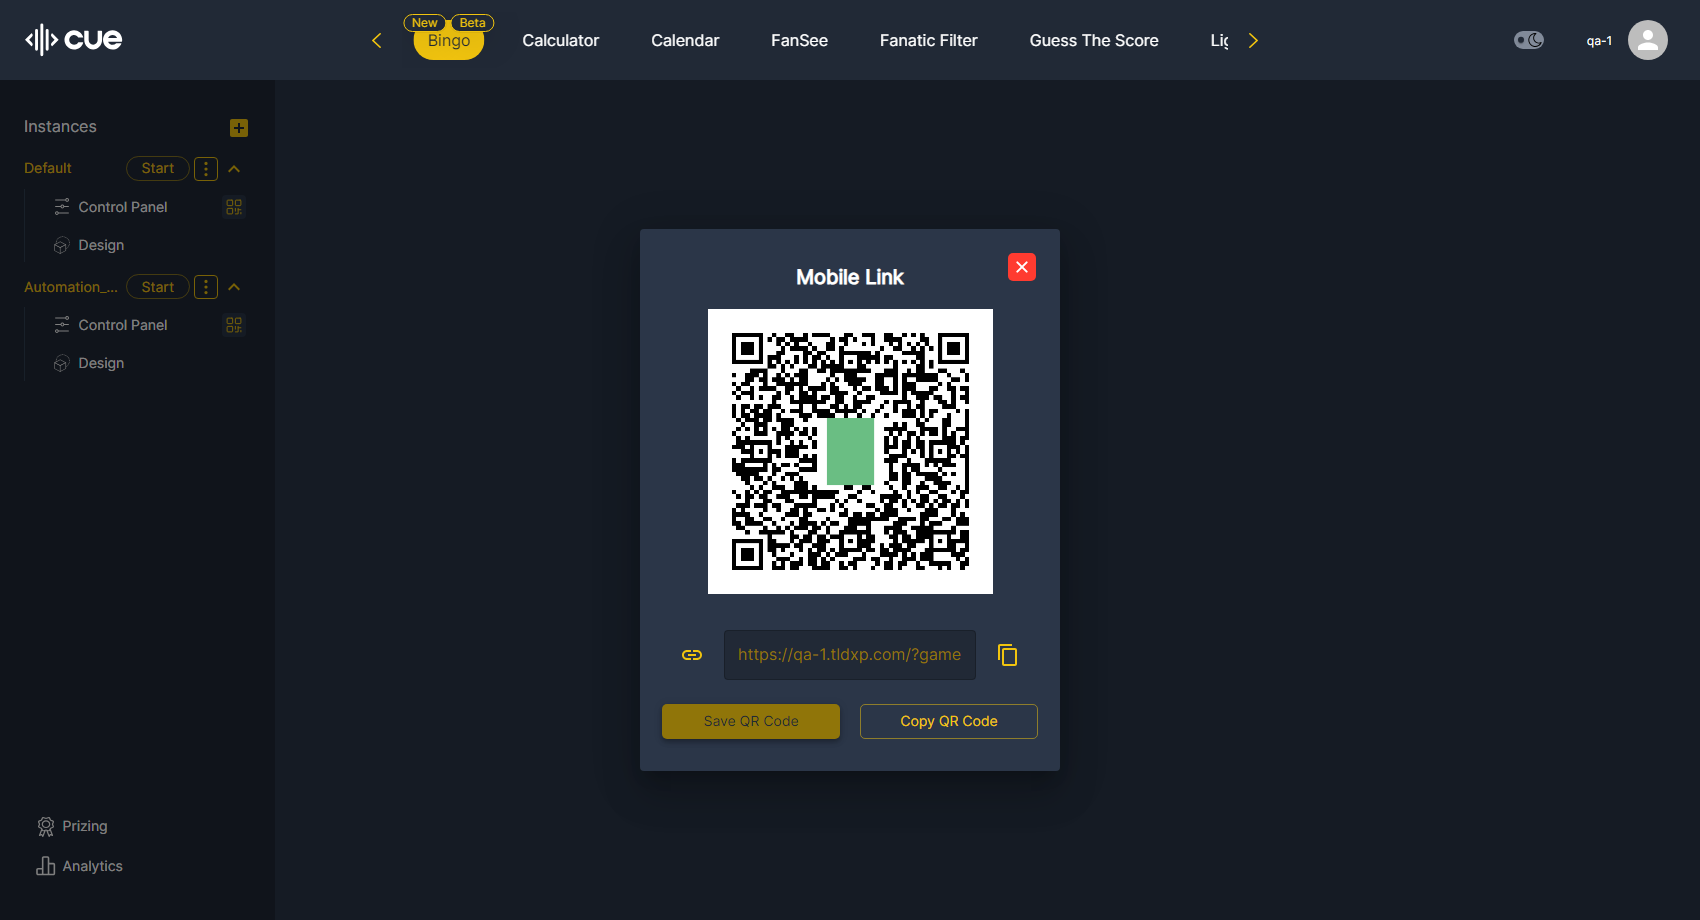 cue
New Beta
Bingo Calculator Calendar FanSee Fanatic Filter Guess The Score
qa-1
Instances
Default Start
Control Panel
Design
Automation_... Start
Control Panel
Design
Prizing
Analytics
Mobile Link
https://qa-1.tldxp.com/?game
Save QR Code Copy QR Code